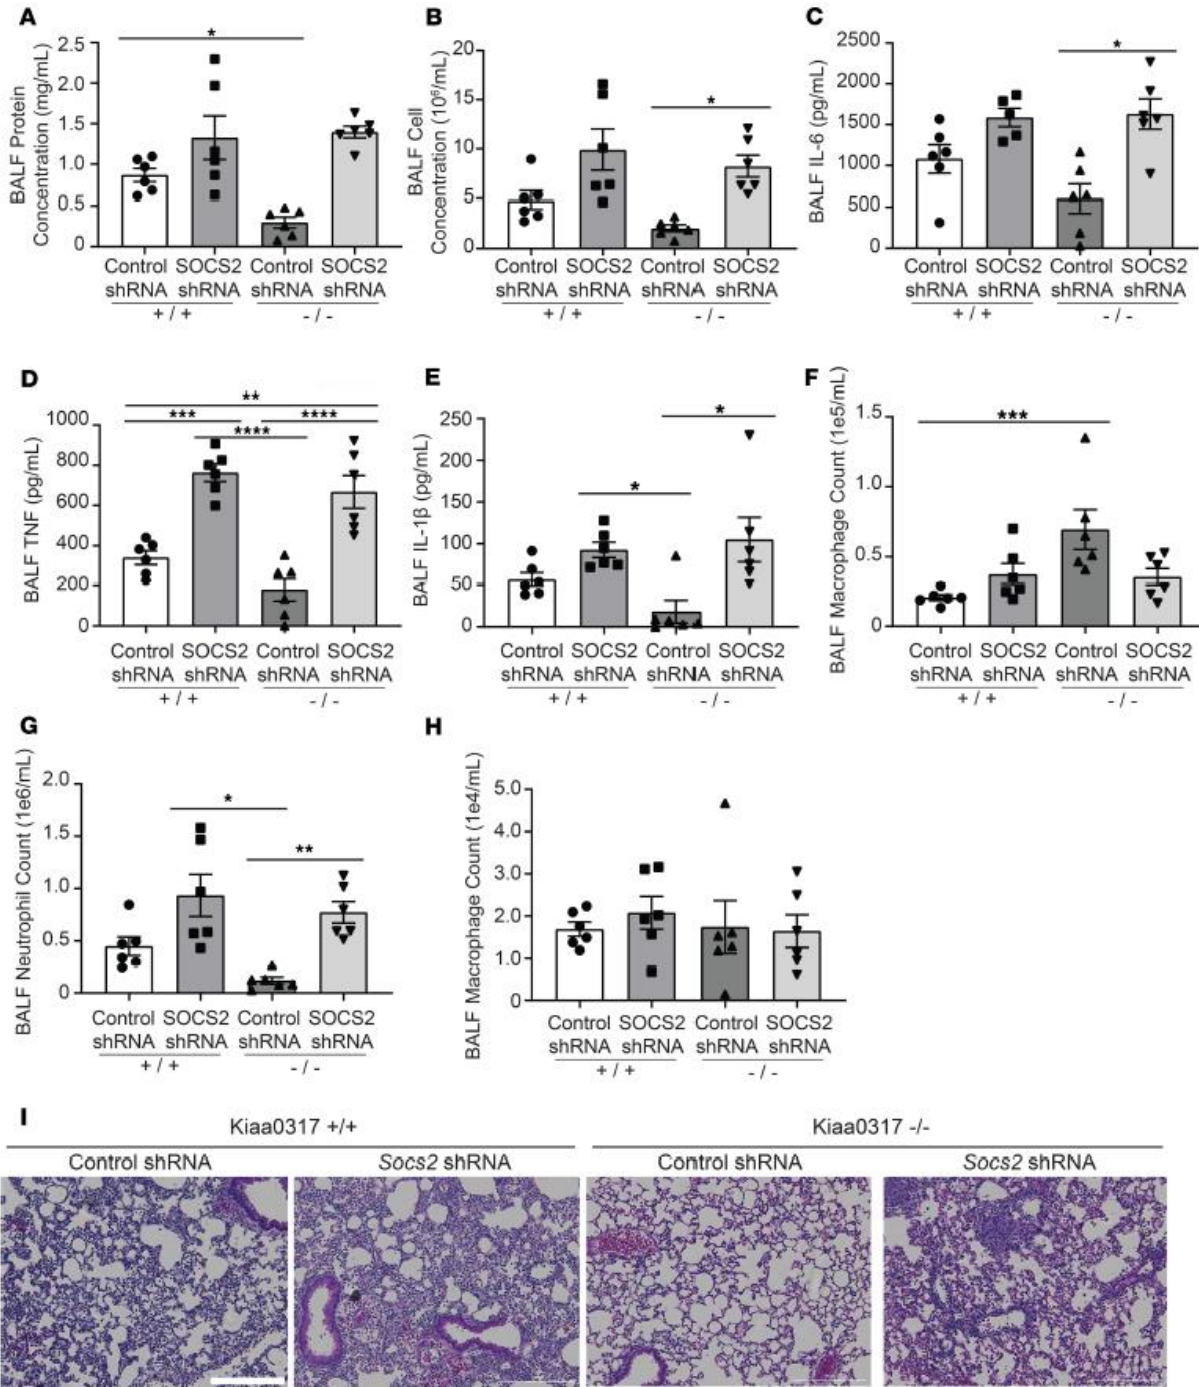 A
BALF Protein
Concentration (mg/mL)
2.5
2.0
1.5
1.0
0.5
0
*
Control SOCS2 Control SOCS2
shRNA shRNA shRNA shRNA
+ / + - / -
B
BALF Cell
Concentration (10⁶/mL)
20
15
10
5
0
*
Control SOCS2 Control SOCS2
shRNA shRNA shRNA shRNA
+ / + - / -
C
BALF IL-6 (pg/mL)
2500
2000
1500
1000
500
0
*
Control SOCS2 Control SOCS2
shRNA shRNA shRNA shRNA
+ / + - / -
D
BALF TNF (pg/mL)
1000
800
600
400
200
0
**
*** ****
****
Control SOCS2 Control SOCS2
shRNA shRNA shRNA shRNA
+ / + - / -
E
BALF IL-1β (pg/mL)
250
200
150
100
50
0
*
*
Control SOCS2 Control SOCS2
shRNA shRNA shRNA shRNA
+ / + - / -
F
BALF Macrophage Count (1e5/mL)
1.5
1.0
0.5
0
***
Control SOCS2 Control SOCS2
shRNA shRNA shRNA shRNA
+ / + - / -
G
BALF Neutrophil Count (1e6/mL)
2.0
1.5
1.0
0.5
0
*
**
Control SOCS2 Control SOCS2
shRNA shRNA shRNA shRNA
+ / + - / -
H
BALF Macrophage Count (1e4/mL)
5.0
4.0
3.0
2.0
1.0
0
Control SOCS2 Control SOCS2
shRNA shRNA shRNA shRNA
+ / + - / -
I
Kiaa0317 +/+ Kiaa0317 -/-
Control shRNA Socs2 shRNA Control shRNA Socs2 shRNA